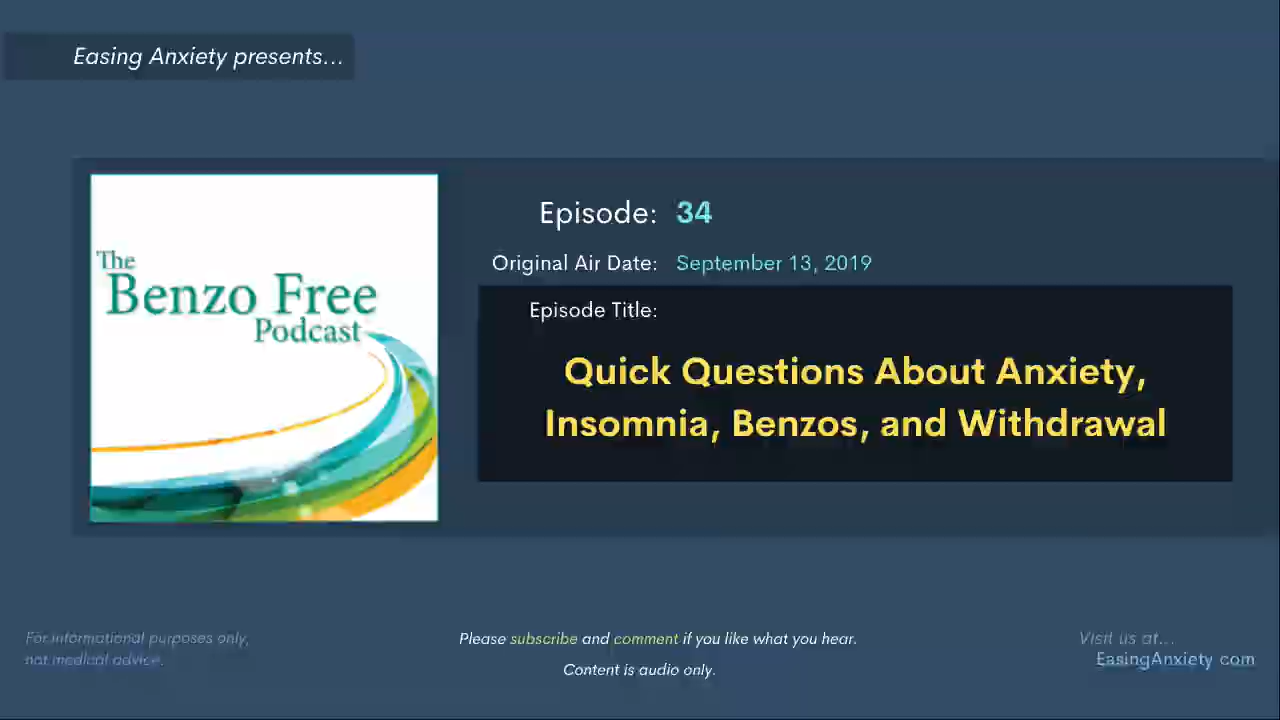 Easing Anxiety presents...
The
Benzo Free
Podcast
Episode: 34
Original Air Date: September 13, 2019
Episode Title:
Quick Questions About Anxiety,
Insomnia, Benzos, and Withdrawal
For informational purposes only,
not medical advice.
Please subscribe and comment if you like what you hear.
Content is audio only.
Visit us at...
EasingAnxiety com